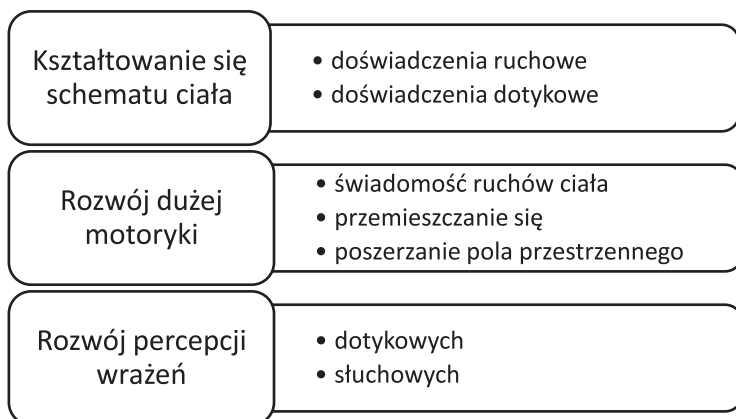 Kształtowanie się
schematu ciała
• doświadczenia ruchowe
• doświadczenia dotykowe
Rozwój dużej
motoryki
• świadomość ruchów ciała
• przemieszczanie się
• poszerzanie pola przestrzennego
Rozwój percepcji
wrażeń
• dotykowych
• słuchowych